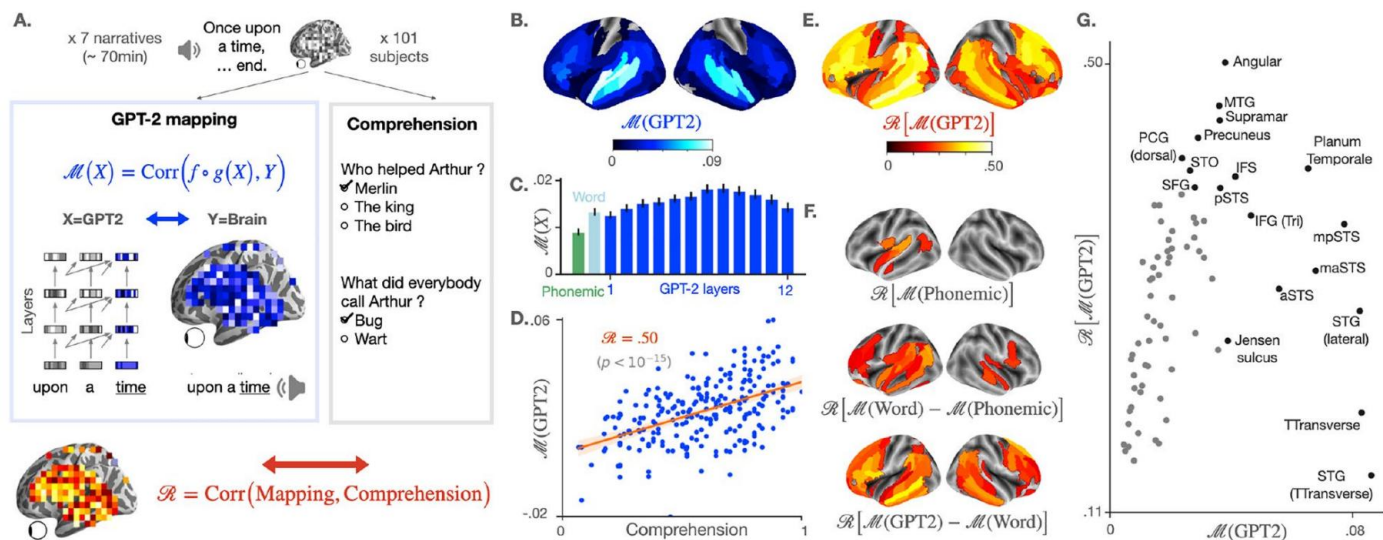 A.
x 7 narratives
(~ 70min)
Once upon
a time,
... end.
x 101
subjects
GPT-2 mapping
ℳ(X) = Corr(f∘g(X), Y)
X=GPT2
Y=Brain
Layers
upon a time
upon a time
Comprehension
Who helped Arthur ?
Merlin
The king
The bird
What did everybody
call Arthur ?
Bug
Wart
ℛ = Corr(Mapping, Comprehension)
B.
ℳ(GPT2)
0 .09
C.
.02
ℳ(X)
0
Word
Phonemic
1 GPT-2 layers 12
D.
.06
ℛ = .50
(p < 10⁻¹⁵)
ℳ(GPT2)
-.02
0 Comprehension 1
E.
ℛ[ℳ(GPT2)]
0 .50
F.
ℛ[ℳ(Phonemic)]
ℛ[ℳ(Word) − ℳ(Phonemic)]
ℛ[ℳ(GPT2) − ℳ(Word)]
G.
.50
Angular
MTG
Supramar
Precuneus
PCG
(dorsal)
STO
IFS
Planum
Temporale
SFG
pSTS
IFG (Tri)
mpSTS
maSTS
aSTS
STG
(lateral)
Jensen
sulcus
TTransverse
STG
(TTransverse)
ℛ[ℳ(GPT2)]
.11
0 ℳ(GPT2) .08